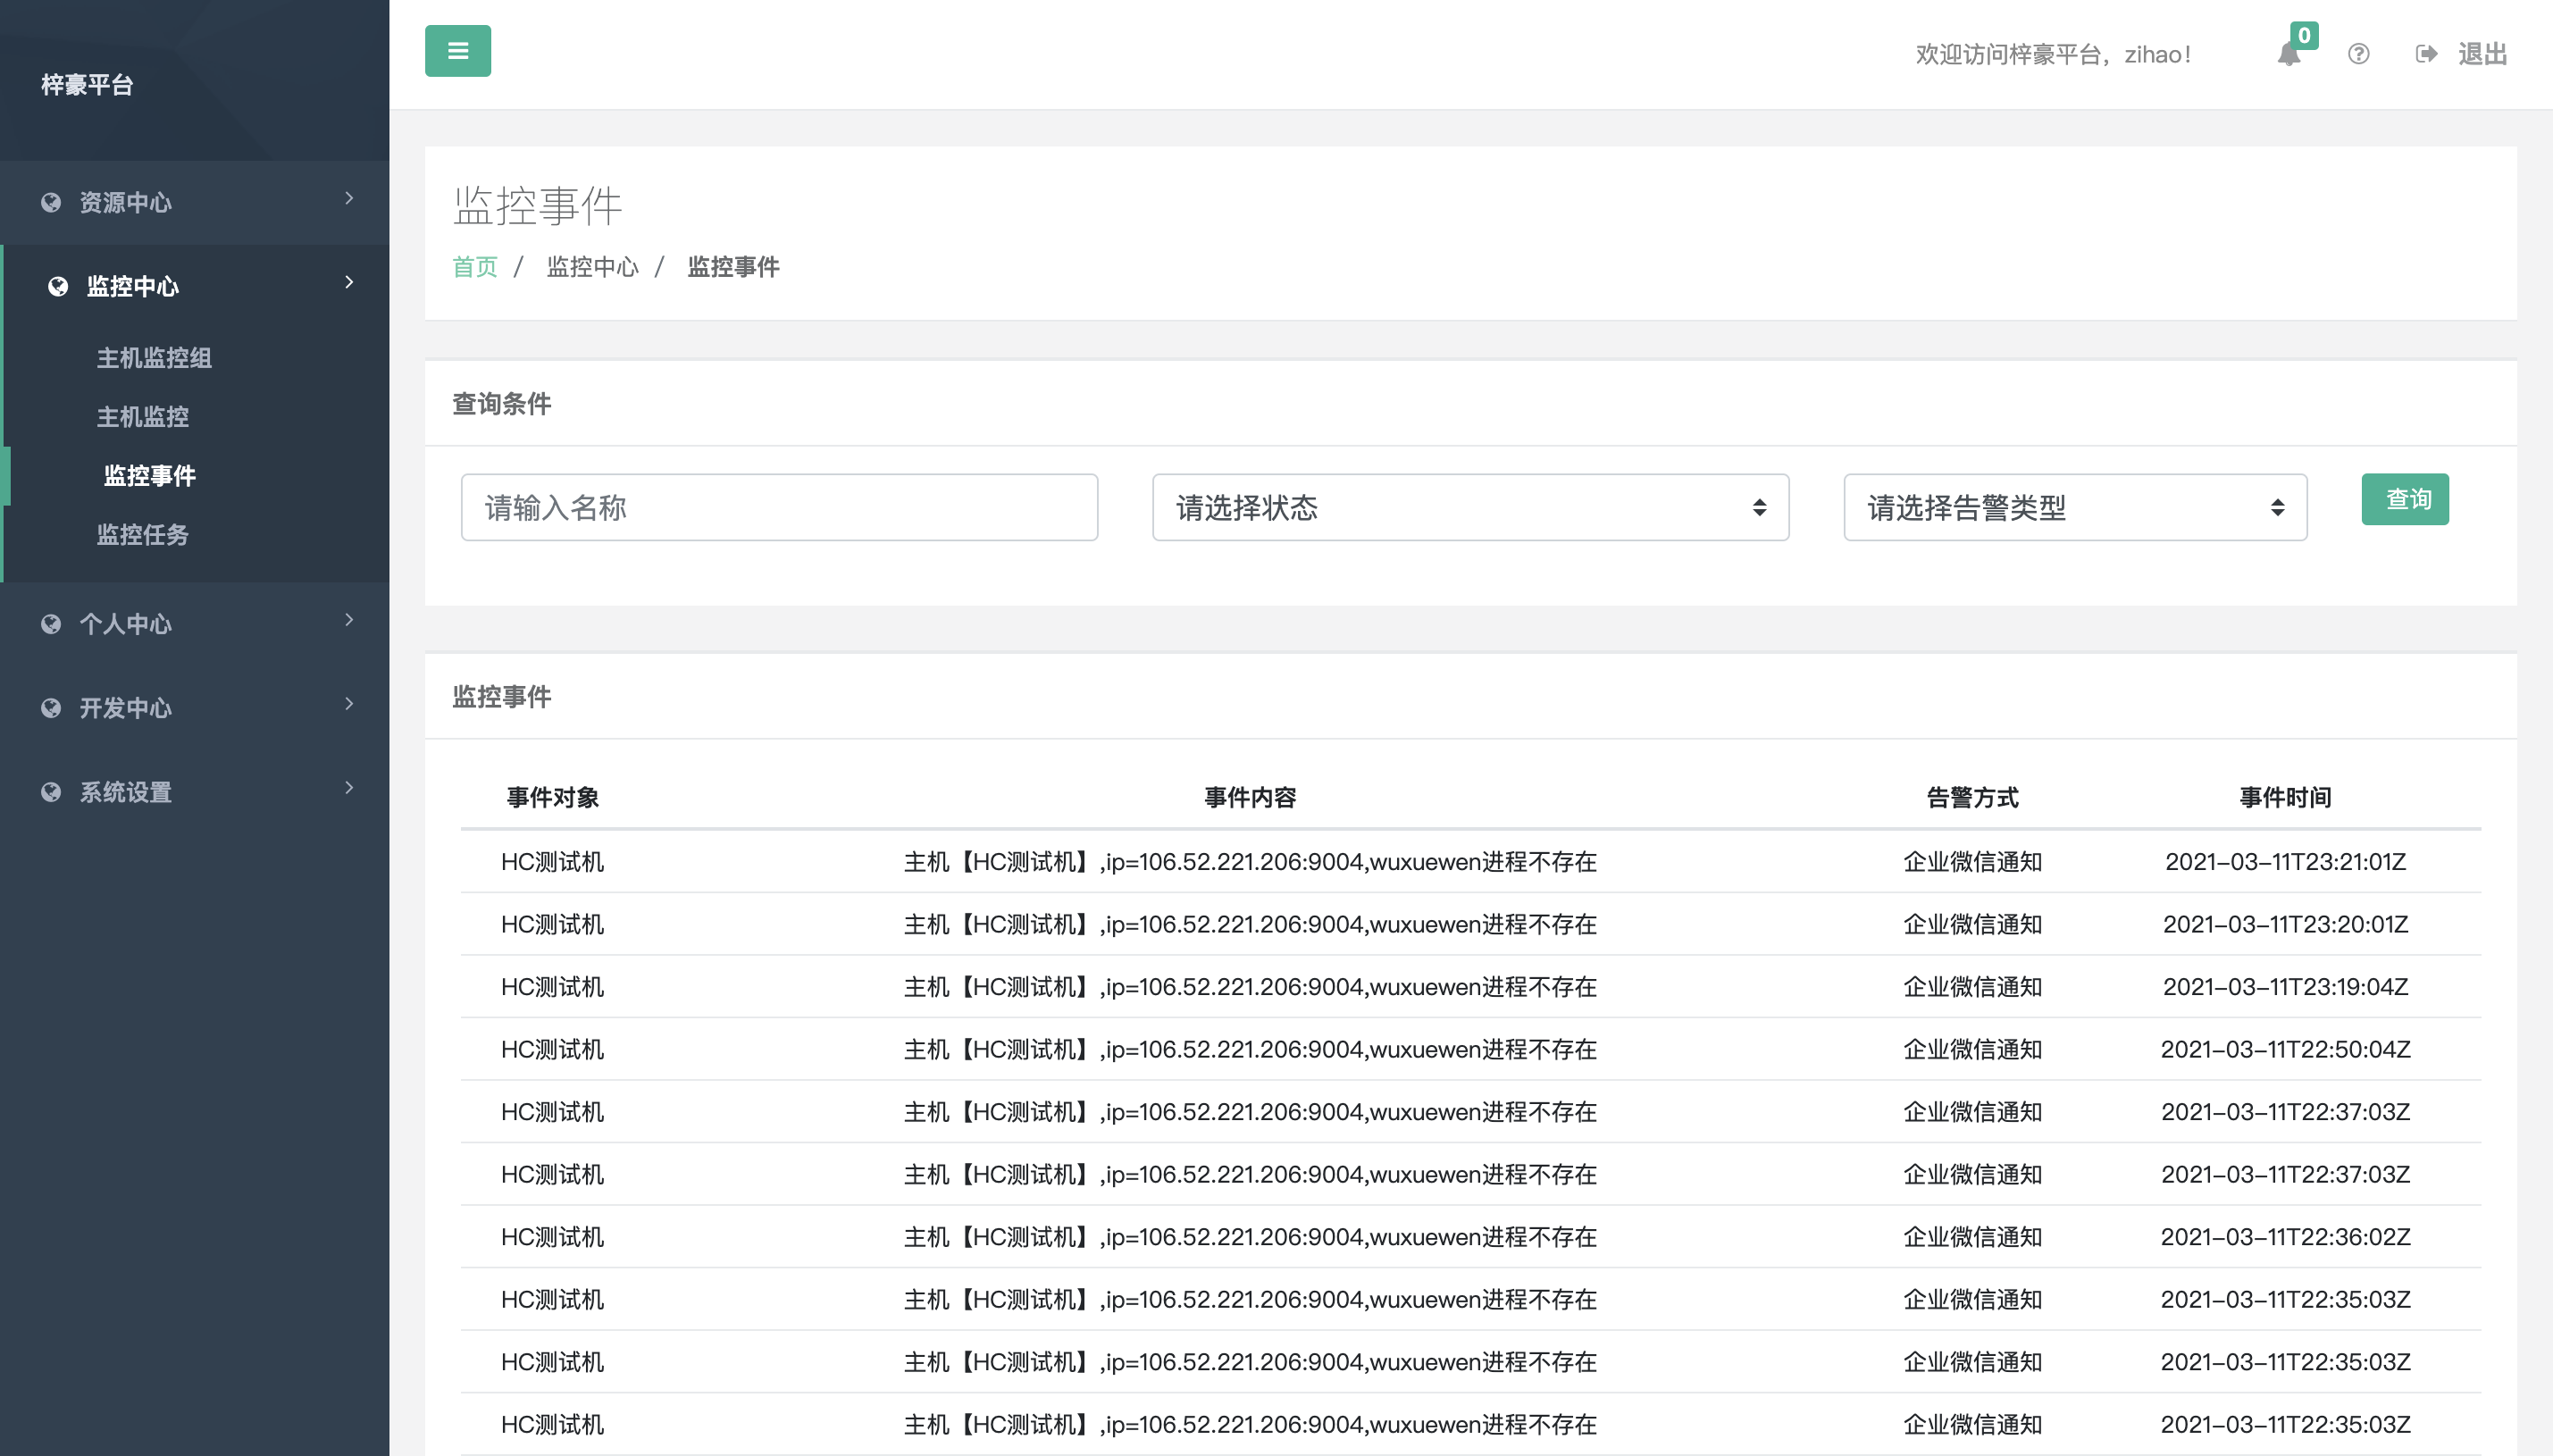 梓豪平台
资源中心
监控中心
主机监控组
主机监控
监控事件
监控任务
个人中心
开发中心
系统设置
欢迎访问梓豪平台，zihao！
0
退出
监控事件
首页 / 监控中心 / 监控事件
查询条件
请输入名称 请选择状态 请选择告警类型 查询
监控事件
事件对象 事件内容 告警方式 事件时间
HC测试机 主机【HC测试机】,ip=106.52.221.206:9004,wuxuewen进程不存在 企业微信通知 2021-03-11T23:21:01Z
HC测试机 主机【HC测试机】,ip=106.52.221.206:9004,wuxuewen进程不存在 企业微信通知 2021-03-11T23:20:01Z
HC测试机 主机【HC测试机】,ip=106.52.221.206:9004,wuxuewen进程不存在 企业微信通知 2021-03-11T23:19:04Z
HC测试机 主机【HC测试机】,ip=106.52.221.206:9004,wuxuewen进程不存在 企业微信通知 2021-03-11T22:50:04Z
HC测试机 主机【HC测试机】,ip=106.52.221.206:9004,wuxuewen进程不存在 企业微信通知 2021-03-11T22:37:03Z
HC测试机 主机【HC测试机】,ip=106.52.221.206:9004,wuxuewen进程不存在 企业微信通知 2021-03-11T22:37:03Z
HC测试机 主机【HC测试机】,ip=106.52.221.206:9004,wuxuewen进程不存在 企业微信通知 2021-03-11T22:36:02Z
HC测试机 主机【HC测试机】,ip=106.52.221.206:9004,wuxuewen进程不存在 企业微信通知 2021-03-11T22:35:03Z
HC测试机 主机【HC测试机】,ip=106.52.221.206:9004,wuxuewen进程不存在 企业微信通知 2021-03-11T22:35:03Z
HC测试机 主机【HC测试机】,ip=106.52.221.206:9004,wuxuewen进程不存在 企业微信通知 2021-03-11T22:35:03Z